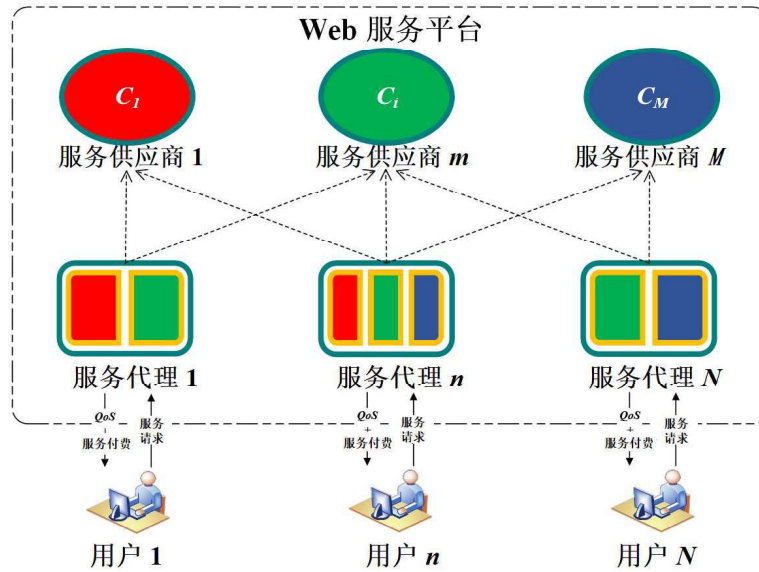 Web 服务平台
C1
Ci
CM
服务供应商 1
服务供应商 m
服务供应商 M
服务代理 1
服务代理 n
服务代理 N
QoS
-
服务付费
服务
请求
QoS
+
服务付费
服务
请求
QoS
+
服务付费
服务
请求
用户 1
用户 n
用户 N